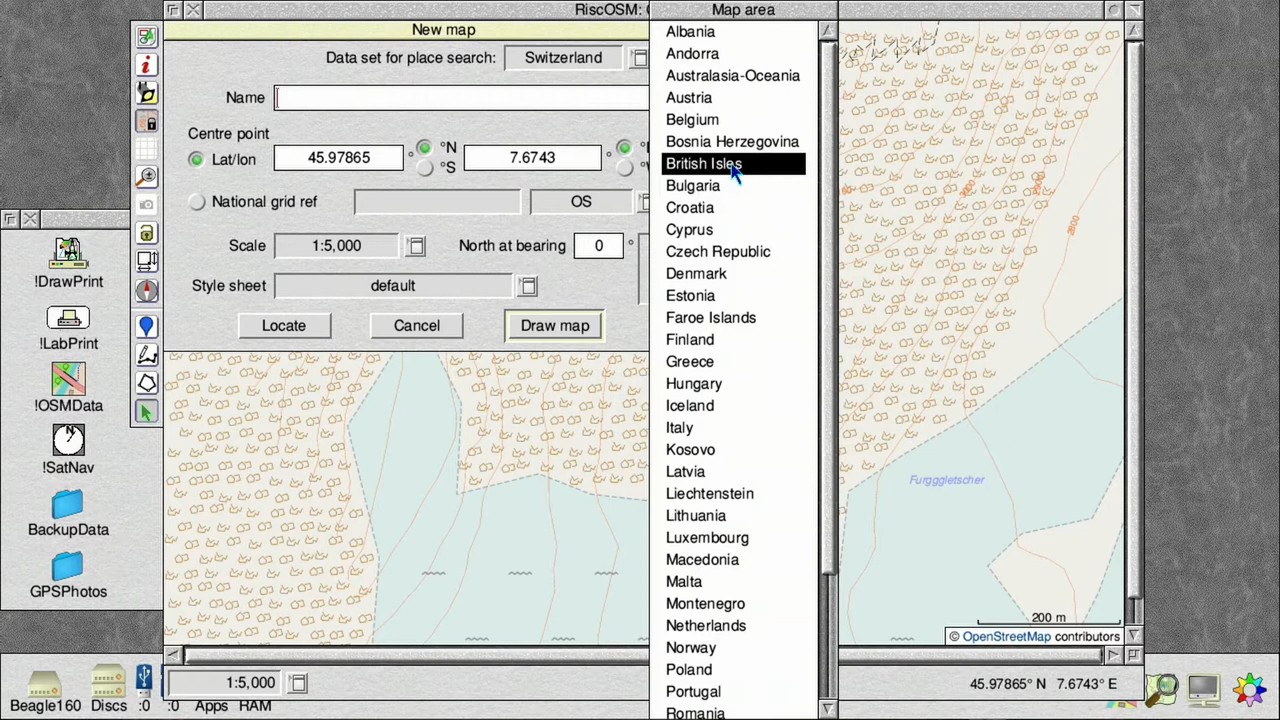 RiscOSM:
Map area
New map
Data set for place search: Switzerland
Name
Centre point
Lat/lon 45.97865 ° °N °S 7.6743 °
National grid ref OS
Scale 1:5,000 North at bearing 0 °
Style sheet default
Locate Cancel Draw map
Albania
Andorra
Australasia-Oceania
Austria
Belgium
Bosnia Herzegovina
British Isles
Bulgaria
Croatia
Cyprus
Czech Republic
Denmark
Estonia
Faroe Islands
Finland
Greece
Hungary
Iceland
Italy
Kosovo
Latvia
Liechtenstein
Lithuania
Luxembourg
Macedonia
Malta
Montenegro
Netherlands
Norway
Poland
Portugal
Romania
!DrawPrint
!LabPrint
!OSMData
!SatNav
BackupData
GPSPhotos
2800
Furgggletscher
200 m
© OpenStreetMap contributors
1:5,000
45.97865° N 7.6743° E
Beagle160 Discs :0 :0 Apps RAM